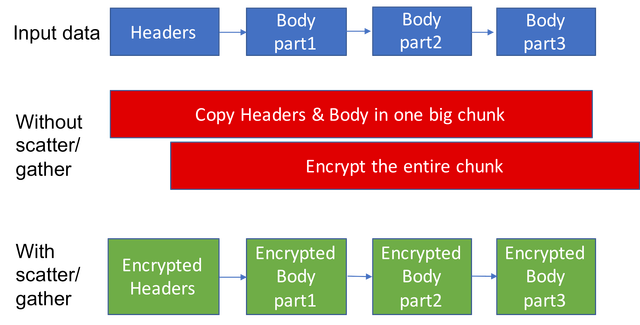 Input data
Headers
Body
part1
Body
part2
Body
part3
Without
scatter/
gather
Copy Headers & Body in one big chunk
Encrypt the entire chunk
With
scatter/
gather
Encrypted
Headers
Encrypted
Body
part1
Encrypted
Body
part2
Encrypted
Body
part3